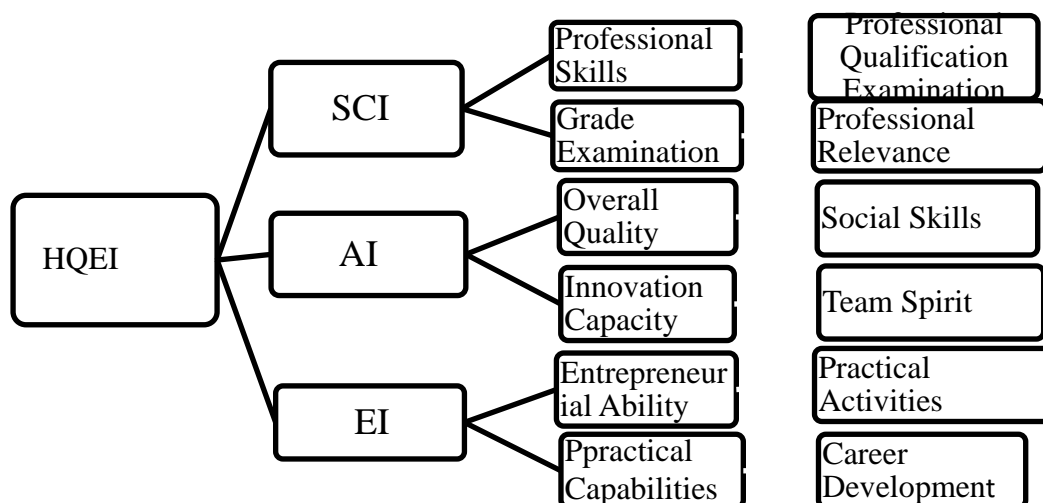 HQEI
SCI
AI
EI
Professional
Skills
Grade
Examination
Overall
Quality
Innovation
Capacity
Entrepreneur
ial Ability
Ppractical
Capabilities
Professional
Qualification
Examination
Professional
Relevance
Social Skills
Team Spirit
Practical
Activities
Career
Development